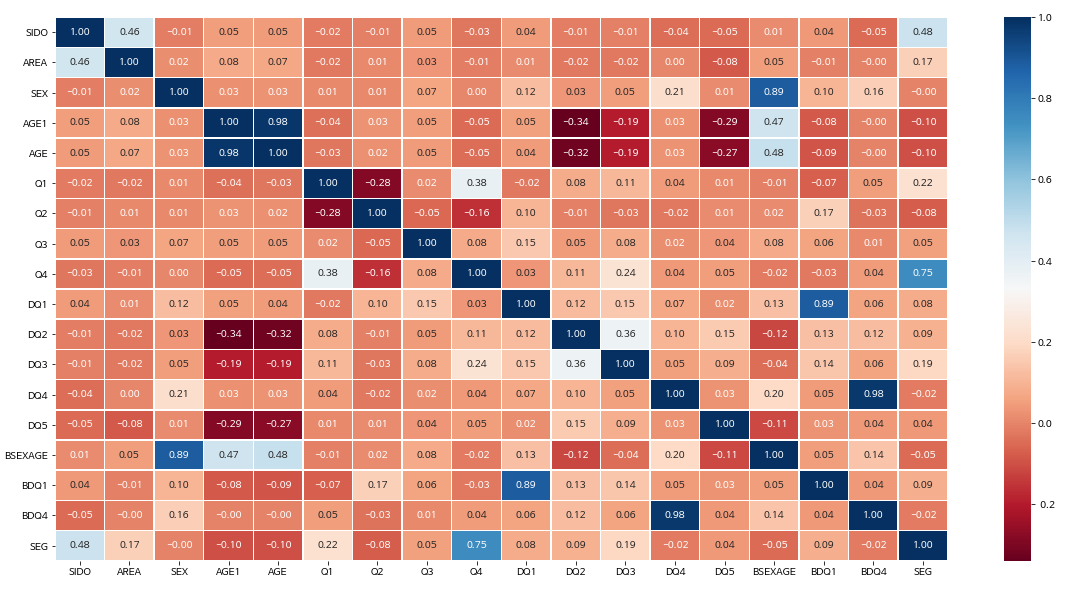 SIDO 1.00 0.46 −0.01 0.05 0.05 −0.02 −0.01 0.05 −0.03 0.04 −0.01 −0.01 −0.04 −0.05 0.01 0.04 −0.05 0.48
AREA 0.46 1.00 0.02 0.08 0.07 −0.02 0.01 0.03 −0.01 0.01 −0.02 −0.02 0.00 −0.08 0.05 −0.01 −0.00 0.17
SEX −0.01 0.02 1.00 0.03 0.03 0.01 0.01 0.07 0.00 0.12 0.03 0.05 0.21 0.01 0.89 0.10 0.16 −0.00
AGE1 0.05 0.08 0.03 1.00 0.98 −0.04 0.03 0.05 −0.05 0.05 −0.34 −0.19 0.03 −0.29 0.47 −0.08 −0.00 −0.10
AGE 0.05 0.07 0.03 0.98 1.00 −0.03 0.02 0.05 −0.05 0.04 −0.32 −0.19 0.03 −0.27 0.48 −0.09 −0.00 −0.10
Q1 −0.02 −0.02 0.01 −0.04 −0.03 1.00 −0.28 0.02 0.38 −0.02 0.08 0.11 0.04 0.01 −0.01 −0.07 0.05 0.22
Q2 −0.01 0.01 0.01 0.03 0.02 −0.28 1.00 −0.05 −0.16 0.10 −0.01 −0.03 −0.02 0.01 0.02 0.17 −0.03 −0.08
Q3 0.05 0.03 0.07 0.05 0.05 0.02 −0.05 1.00 0.08 0.15 0.05 0.08 0.02 0.04 0.08 0.06 0.01 0.05
Q4 −0.03 −0.01 0.00 −0.05 −0.05 0.38 −0.16 0.08 1.00 0.03 0.11 0.24 0.04 0.05 −0.02 −0.03 0.04 0.75
DQ1 0.04 0.01 0.12 0.05 0.04 −0.02 0.10 0.15 0.03 1.00 0.12 0.15 0.07 0.02 0.13 0.89 0.06 0.08
DQ2 −0.01 −0.02 0.03 −0.34 −0.32 0.08 −0.01 0.05 0.11 0.12 1.00 0.36 0.10 0.15 −0.12 0.13 0.12 0.09
DQ3 −0.01 −0.02 0.05 −0.19 −0.19 0.11 −0.03 0.08 0.24 0.15 0.36 1.00 0.05 0.09 −0.04 0.14 0.06 0.19
DQ4 −0.04 0.00 0.21 0.03 0.03 0.04 −0.02 0.02 0.04 0.07 0.10 0.05 1.00 0.03 0.20 0.05 0.98 −0.02
DQ5 −0.05 −0.08 0.01 −0.29 −0.27 0.01 0.01 0.04 0.05 0.02 0.15 0.09 0.03 1.00 −0.11 0.03 0.04 0.04
BSEXAGE 0.01 0.05 0.89 0.47 0.48 −0.01 0.02 0.08 −0.02 0.13 −0.12 −0.04 0.20 −0.11 1.00 0.05 0.14 −0.05
BDQ1 0.04 −0.01 0.10 −0.08 −0.09 −0.07 0.17 0.06 −0.03 0.89 0.13 0.14 0.05 0.03 0.05 1.00 0.04 0.09
BDQ4 −0.05 −0.00 0.16 −0.00 −0.00 0.05 −0.03 0.01 0.04 0.06 0.12 0.06 0.98 0.04 0.14 0.04 1.00 −0.02
SEG 0.48 0.17 −0.00 −0.10 −0.10 0.22 −0.08 0.05 0.75 0.08 0.09 0.19 −0.02 0.04 −0.05 0.09 −0.02 1.00
SIDO AREA SEX AGE1 AGE Q1 Q2 Q3 Q4 DQ1 DQ2 DQ3 DQ4 DQ5 BSEXAGE BDQ1 BDQ4 SEG
1.0
0.8
0.6
0.4
0.2
0.0
−0.2